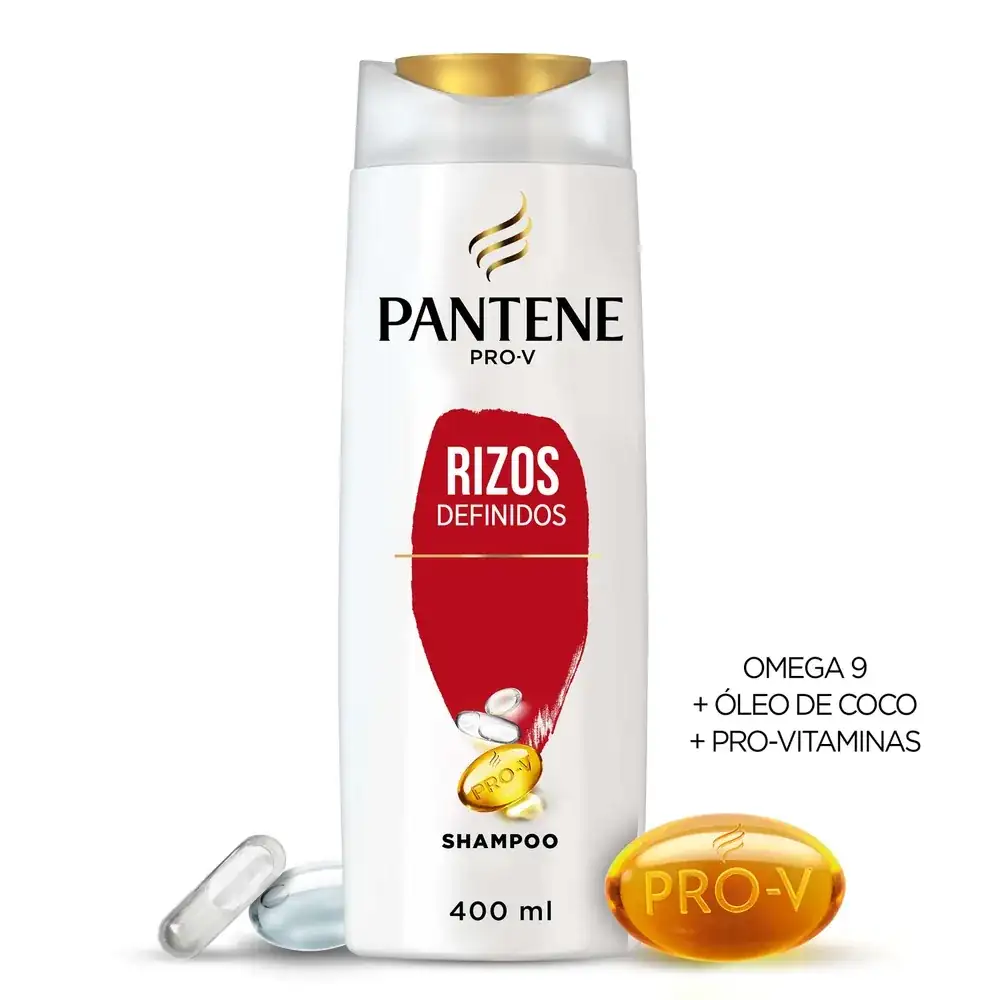 PANTENE
PRO-V
RIZOS
DEFINIDOS
PRO-V
SHAMPOO
400 ml
OMEGA 9
+ ÓLEO DE COCO
+ PRO-VITAMINAS
PRO-V